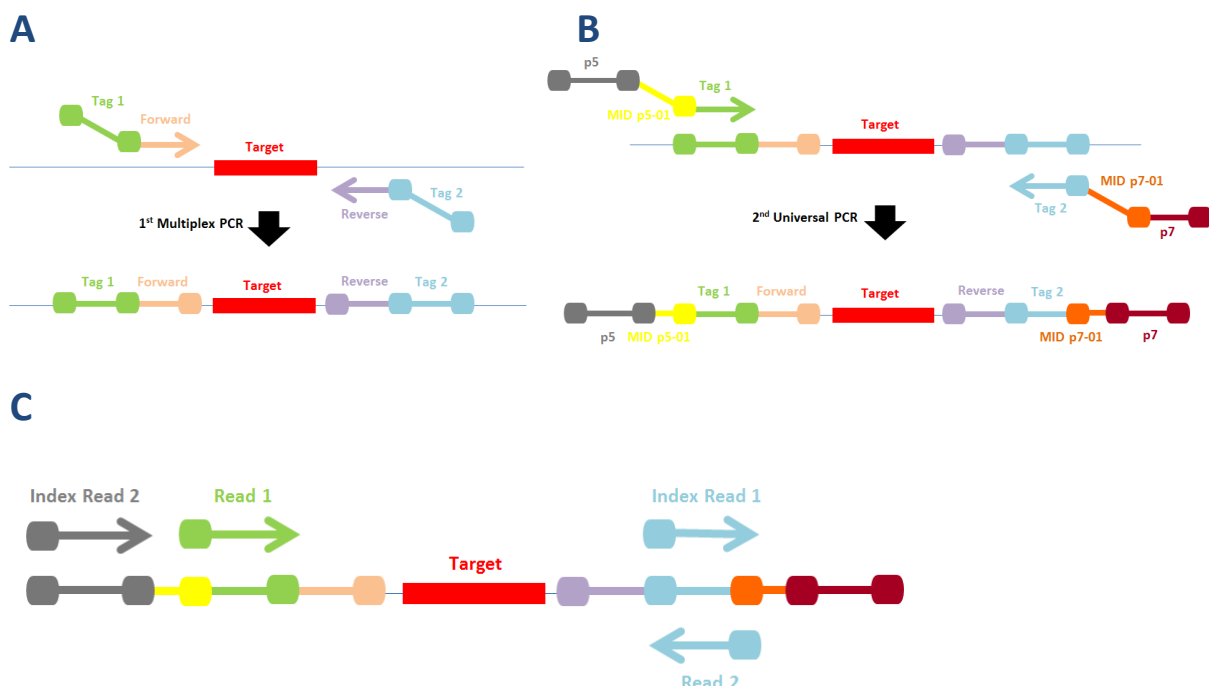 A
Tag 1
Forward
Target
Reverse
Tag 2
1st Multiplex PCR
Tag 1
Forward
Target
Reverse
Tag 2
B
p5
Tag 1
MID p5-01
Target
MID p7-01
Tag 2
p7
2nd Universal PCR
Tag 1
Forward
Target
Reverse
Tag 2
p5
MID p5-01
MID p7-01
p7
C
Index Read 2
Read 1
Index Read 1
Target
Read 2